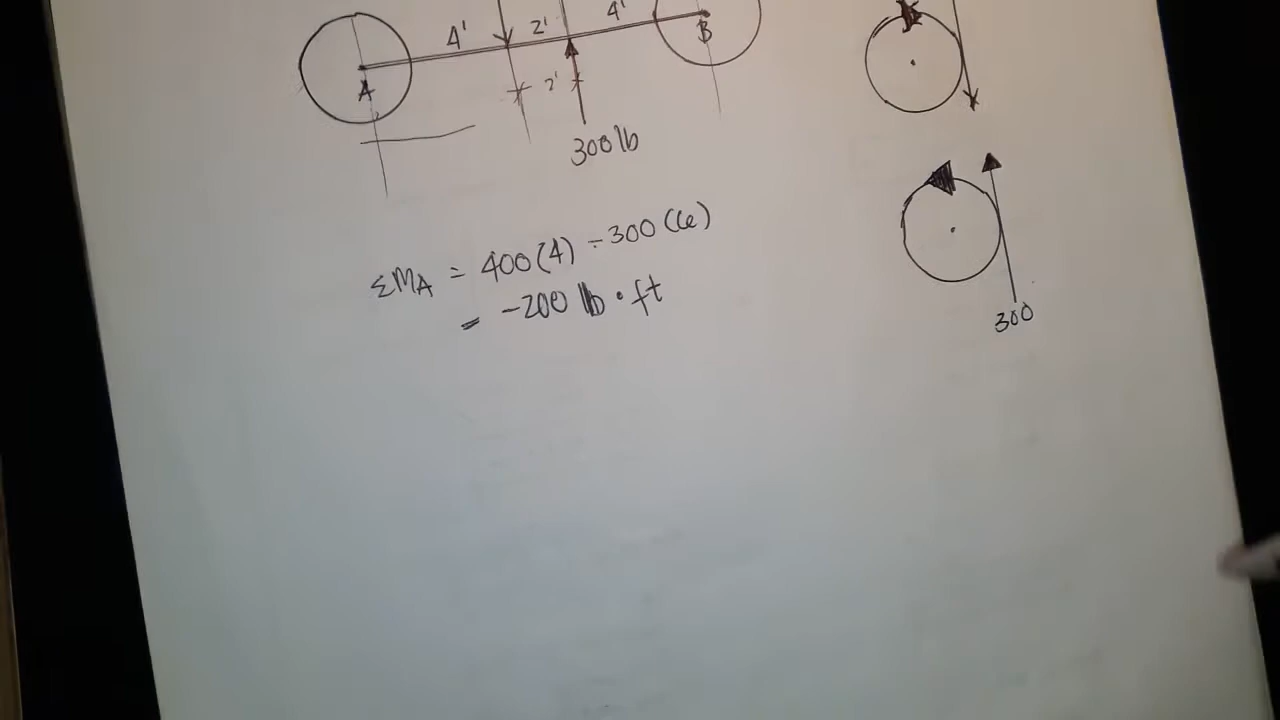 4' 2' 4'
A B
2'
300 lb
ΣMA = 400(4) - 300(6)
= -200 lb · ft
300